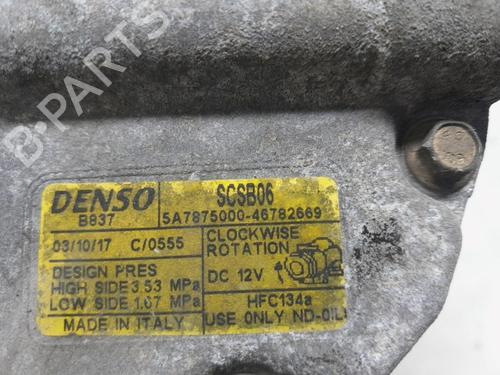 B-PARTS
DENSO
B837
SCSB06
5A7875000-46782669
03/10/17 C/0555
CLOCKWISE
ROTATION
DC 12V
DESIGN PRES
HIGH SIDE 3.53 MPa
LOW SIDE 1.67 MPa
HFC134a
MADE IN ITALY
USE ONLY ND-OIL